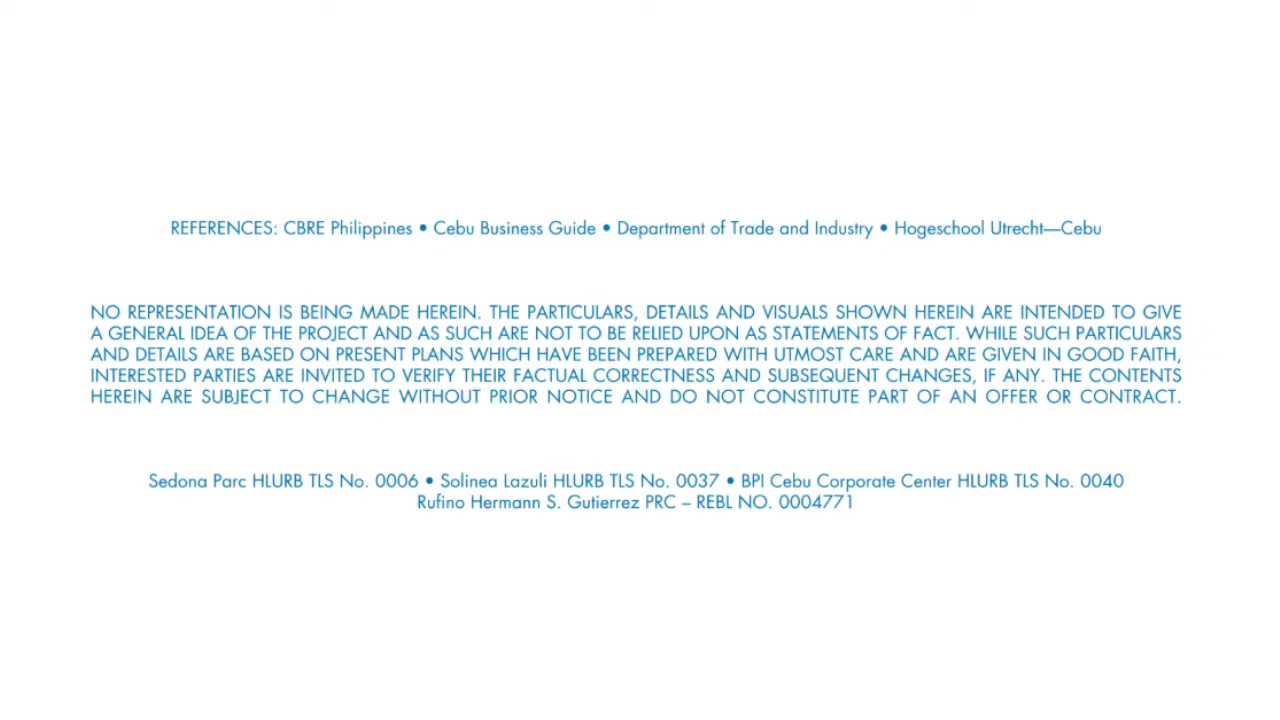 REFERENCES: CBRE Philippines • Cebu Business Guide • Department of Trade and Industry • Hogeschool Utrecht—Cebu
NO REPRESENTATION IS BEING MADE HEREIN. THE PARTICULARS, DETAILS AND VISUALS SHOWN HEREIN ARE INTENDED TO GIVE
A GENERAL IDEA OF THE PROJECT AND AS SUCH ARE NOT TO BE RELIED UPON AS STATEMENTS OF FACT. WHILE SUCH PARTICULARS
AND DETAILS ARE BASED ON PRESENT PLANS WHICH HAVE BEEN PREPARED WITH UTMOST CARE AND ARE GIVEN IN GOOD FAITH,
INTERESTED PARTIES ARE INVITED TO VERIFY THEIR FACTUAL CORRECTNESS AND SUBSEQUENT CHANGES, IF ANY. THE CONTENTS
HEREIN ARE SUBJECT TO CHANGE WITHOUT PRIOR NOTICE AND DO NOT CONSTITUTE PART OF AN OFFER OR CONTRACT.
Sedona Parc HLURB TLS No. 0006 • Solinea Lazuli HLURB TLS No. 0037 • BPI Cebu Corporate Center HLURB TLS No. 0040
Rufino Hermann S. Gutierrez PRC – REBL NO. 0004771